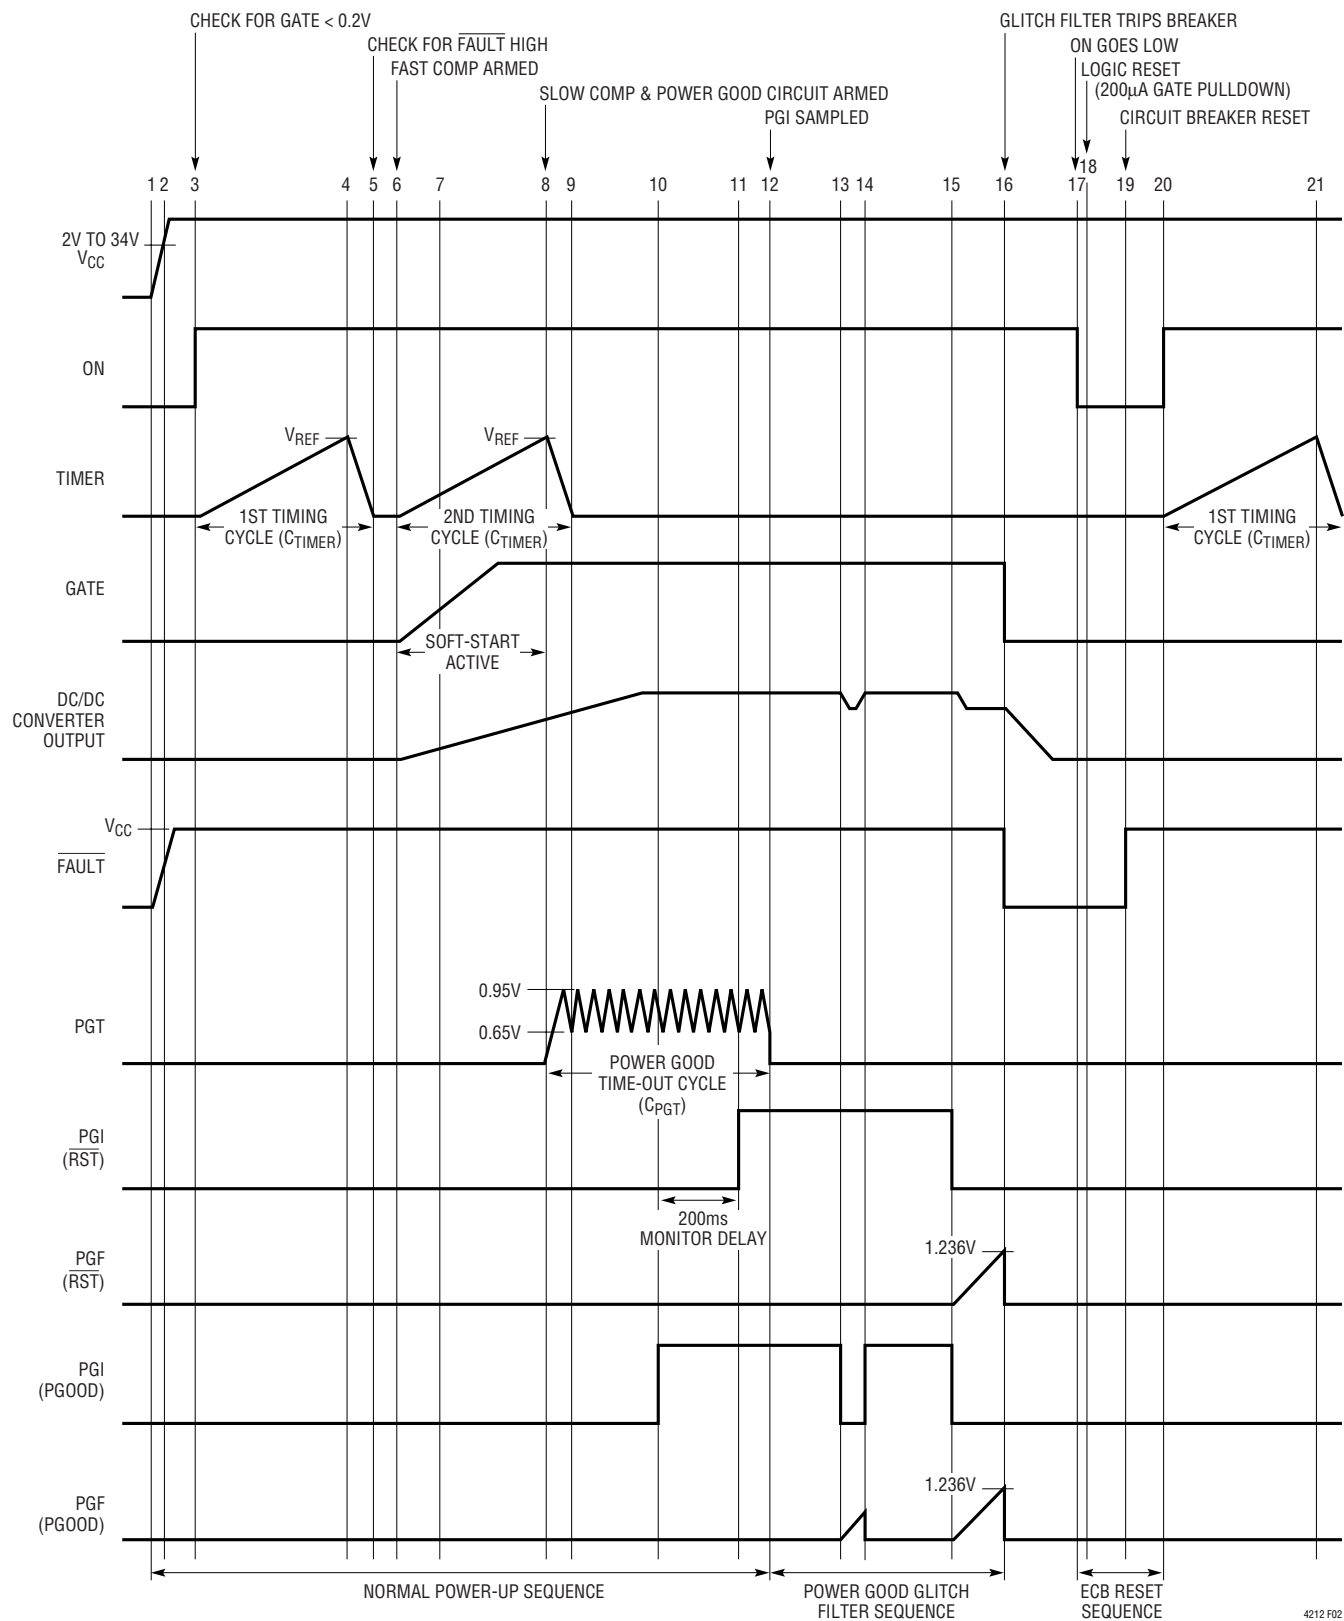 CHECK FOR GATE < 0.2V
CHECK FOR FAULT HIGH
FAST COMP ARMED
SLOW COMP & POWER GOOD CIRCUIT ARMED
PGI SAMPLED
GLITCH FILTER TRIPS BREAKER
ON GOES LOW
LOGIC RESET
(200µA GATE PULLDOWN)
CIRCUIT BREAKER RESET
1 2 3 4 5 6 7 8 9 10 11 12 13 14 15 16 17 18 19 20 21
2V TO 34V
VCC
ON
VREF
VREF
TIMER
1ST TIMING
CYCLE (CTIMER)
2ND TIMING
CYCLE (CTIMER)
1ST TIMING
CYCLE (CTIMER)
GATE
SOFT-START
ACTIVE
DC/DC
CONVERTER
OUTPUT
VCC
FAULT
0.95V
PGT
0.65V
POWER GOOD
TIME-OUT CYCLE
(CPGT)
PGI
(RST)
200ms
MONITOR DELAY
PGF
(RST)
1.236V
PGI
(PGOOD)
1.236V
PGF
(PGOOD)
NORMAL POWER-UP SEQUENCE
POWER GOOD GLITCH
FILTER SEQUENCE
ECB RESET
SEQUENCE
4212 F02